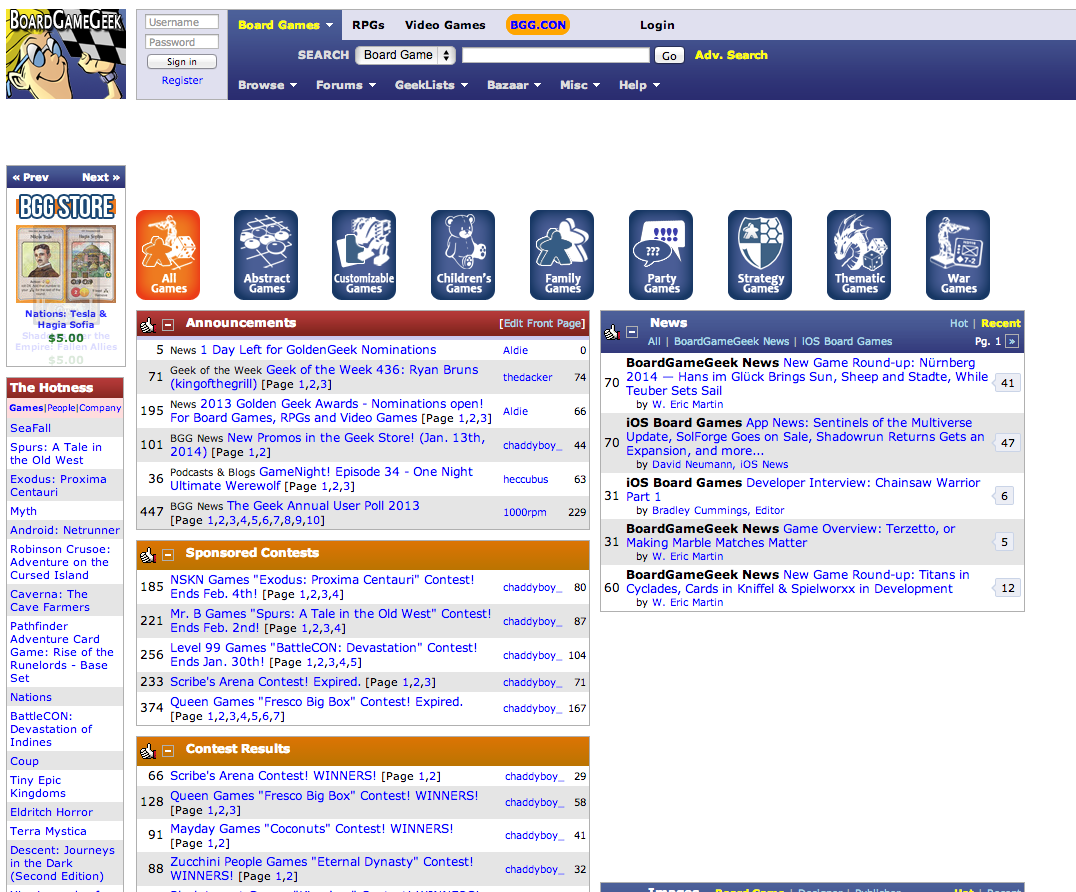 BOARDGAMEGEEK
Username
Password
Sign in
Register
Board Games RPGs Video Games BGG.CON Login
SEARCH Board Game Go Adv. Search
Browse Forums GeekLists Bazaar Misc Help
« Prev Next »
BGG STORE
Nations: Tesla &
Hagia Sofia
$5.00
Empire: Fallen Allies
$5.00
All
Games
Abstract
Games
Customizable
Games
Children's
Games
Family
Games
???
Party
Games
Strategy
Games
Thematic
Games
War
Games
The Hotness
Games|People|Company
SeaFall
Spurs: A Tale in
the Old West
Exodus: Proxima
Centauri
Myth
Android: Netrunner
Robinson Crusoe:
Adventure on the
Cursed Island
Caverna: The
Cave Farmers
Pathfinder
Adventure Card
Game: Rise of the
Runelords - Base
Set
Nations
BattleCON:
Devastation of
Indines
Coup
Tiny Epic
Kingdoms
Eldritch Horror
Terra Mystica
Descent: Journeys
in the Dark
(Second Edition)
Announcements [Edit Front Page]
5 News 1 Day Left for GoldenGeek Nominations Aldie 0
71 Geek of the Week Geek of the Week 436: Ryan Bruns
(kingofthegrill) [Page 1,2,3] thedacker 74
195 News 2013 Golden Geek Awards - Nominations open!
For Board Games, RPGs and Video Games [Page 1,2,3] Aldie 66
101 BGG News New Promos in the Geek Store! (Jan. 13th,
2014) [Page 1,2] chaddyboy_ 44
36 Podcasts & Blogs GameNight! Episode 34 - One Night
Ultimate Werewolf [Page 1,2,3] heccubus 63
447 BGG News The Geek Annual User Poll 2013
[Page 1,2,3,4,5,6,7,8,9,10] 1000rpm 229
Sponsored Contests
185 NSKN Games "Exodus: Proxima Centauri" Contest!
Ends Feb. 4th! [Page 1,2,3,4] chaddyboy_ 80
221 Mr. B Games "Spurs: A Tale in the Old West" Contest!
Ends Feb. 2nd! [Page 1,2,3,4] chaddyboy_ 87
256 Level 99 Games "BattleCON: Devastation" Contest!
Ends Jan. 30th! [Page 1,2,3,4,5] chaddyboy_ 104
233 Scribe's Arena Contest! Expired. [Page 1,2,3] chaddyboy_ 71
374 Queen Games "Fresco Big Box" Contest! Expired.
[Page 1,2,3,4,5,6,7] chaddyboy_ 167
Contest Results
66 Scribe's Arena Contest! WINNERS! [Page 1,2] chaddyboy_ 29
128 Queen Games "Fresco Big Box" Contest! WINNERS!
[Page 1,2,3] chaddyboy_ 58
91 Mayday Games "Coconuts" Contest! WINNERS!
[Page 1,2] chaddyboy_ 41
88 Zucchini People Games "Eternal Dynasty" Contest!
WINNERS! [Page 1,2] chaddyboy_ 32
News Hot | Recent
All | BoardGameGeek News | IOS Board Games Pg. 1 »
70 BoardGameGeek News New Game Round-up: Nürnberg
2014 — Hans im Glück Brings Sun, Sheep and Stadte, While
Teuber Sets Sail 41
by W. Eric Martin
70 iOS Board Games App News: Sentinels of the Multiverse
Update, SolForge Goes on Sale, Shadowrun Returns Gets an
Expansion, and more... 47
by David Neumann, iOS News
31 iOS Board Games Developer Interview: Chainsaw Warrior
Part 1 6
by Bradley Cummings, Editor
31 BoardGameGeek News Game Overview: Terzetto, or
Making Marble Matches Matter 5
by W. Eric Martin
60 BoardGameGeek News New Game Round-up: Titans in
Cyclades, Cards in Kniffel & Spielworxx in Development 12
by W. Eric Martin